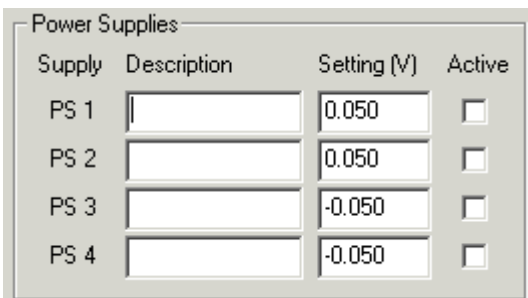 Power Supplies
Supply Description Setting (V) Active
PS 1 0.050
PS 2 0.050
PS 3 -0.050
PS 4 -0.050